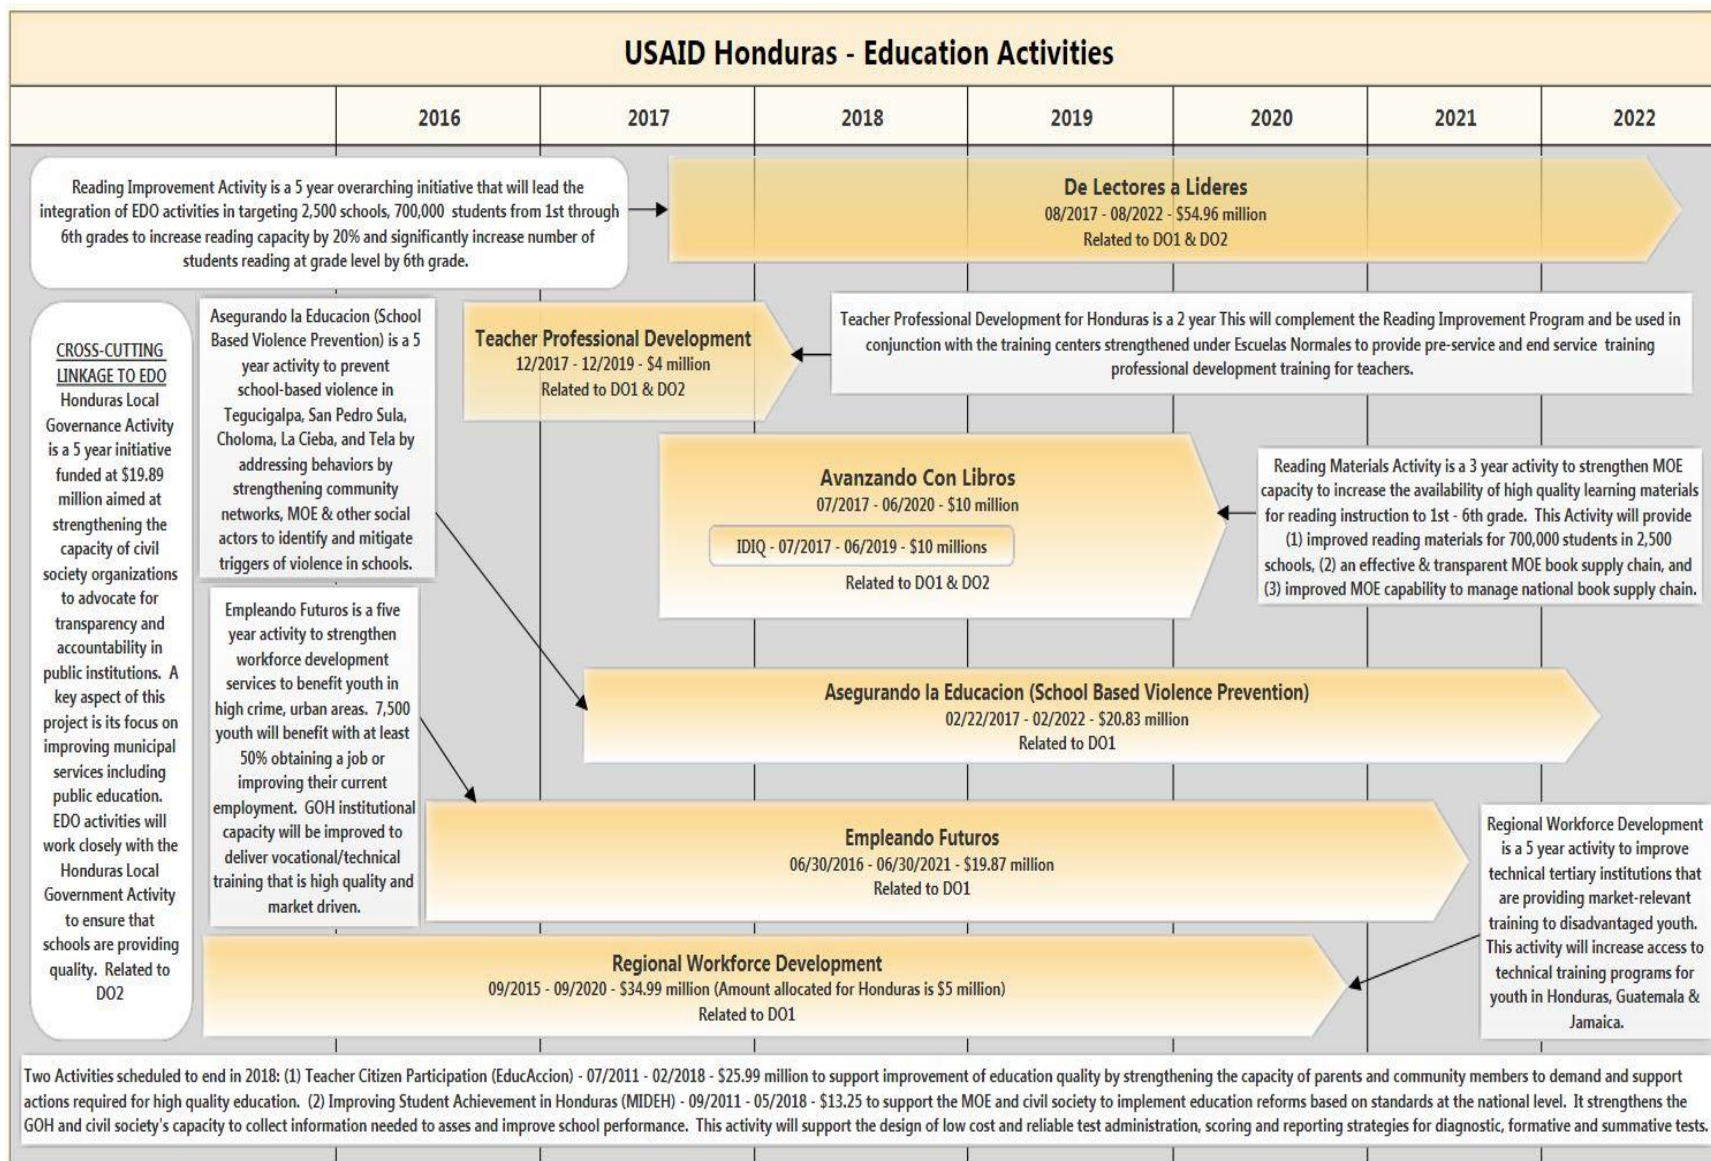 USAID Honduras - Education Activities
2016
2017
2018
2019
2020
2021
2022
Reading Improvement Activity is a 5 year overarching initiative that will lead the
integration of EDO activities in targeting 2,500 schools, 700,000 students from 1st through
6th grades to increase reading capacity by 20% and significantly increase number of
students reading at grade level by 6th grade.
De Lectores a Lideres
08/2017 - 08/2022 - $54.96 million
Related to DO1 & DO2
CROSS-CUTTING
LINKAGE TO EDO
Honduras Local
Governance Activity
is a 5 year initiative
funded at $19.89
million aimed at
strengthening the
capacity of civil
society organizations
to advocate for
transparency and
accountability in
public institutions. A
key aspect of this
project is its focus on
improving municipal
services including
public education.
EDO activities will
work closely with the
Honduras Local
Government Activity
to ensure that
schools are providing
quality. Related to
DO2
Asegurando la Educacion (School
Based Violence Prevention) is a 5
year activity to prevent
school-based violence in
Tegucigalpa, San Pedro Sula,
Choloma, La Cieba, and Tela by
addressing behaviors by
strengthening community
networks, MOE & other social
actors to identify and mitigate
triggers of violence in schools.
Teacher Professional Development
12/2017 - 12/2019 - $4 million
Related to DO1 & DO2
Teacher Professional Development for Honduras is a 2 year This will complement the Reading Improvement Program and be used in
conjunction with the training centers strengthened under Escuelas Normales to provide pre-service and end service training
professional development training for teachers.
Avanzando Con Libros
07/2017 - 06/2020 - $10 million
IDIQ - 07/2017 - 06/2019 - $10 millions
Related to DO1 & DO2
Reading Materials Activity is a 3 year activity to strengthen MOE
capacity to increase the availability of high quality learning materials
for reading instruction to 1st - 6th grade. This Activity will provide
(1) improved reading materials for 700,000 students in 2,500
schools, (2) an effective & transparent MOE book supply chain, and
(3) improved MOE capability to manage national book supply chain.
Empleando Futuros is a five
year activity to strengthen
workforce development
services to benefit youth in
high crime, urban areas. 7,500
youth will benefit with at least
50% obtaining a job or
improving their current
employment. GOH institutional
capacity will be improved to
deliver vocational/technical
training that is high quality and
market driven.
Asegurando la Educacion (School Based Violence Prevention)
02/22/2017 - 02/2022 - $20.83 million
Related to DO1
Empleando Futuros
06/30/2016 - 06/30/2021 - $19.87 million
Related to DO1
Regional Workforce Development
is a 5 year activity to improve
technical tertiary institutions that
are providing market-relevant
training to disadvantaged youth.
This activity will increase access to
technical training programs for
youth in Honduras, Guatemala &
Jamaica.
Regional Workforce Development
09/2015 - 09/2020 - $34.99 million (Amount allocated for Honduras is $5 million)
Related to DO1
Two Activities scheduled to end in 2018: (1) Teacher Citizen Participation (EducAccion) - 07/2011 - 02/2018 - $25.99 million to support improvement of education quality by strengthening the capacity of parents and community members to demand and support
actions required for high quality education. (2) Improving Student Achievement in Honduras (MIDEH) - 09/2011 - 05/2018 - $13.25 to support the MOE and civil society to implement education reforms based on standards at the national level. It strengthens the
GOH and civil society's capacity to collect information needed to asses and improve school performance. This activity will support the design of low cost and reliable test administration, scoring and reporting strategies for diagnostic, formative and summative tests.